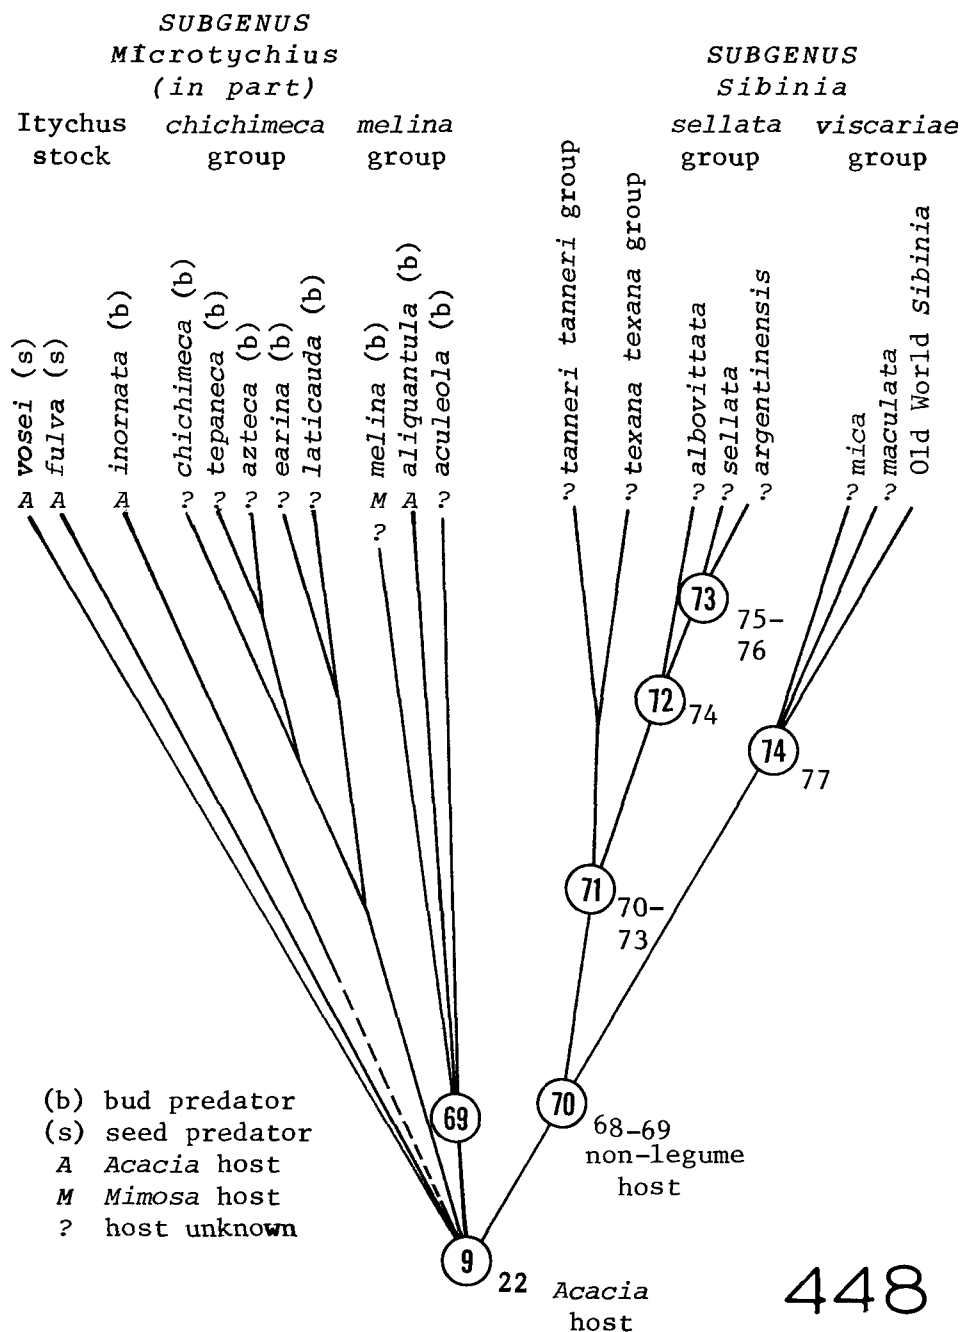 SUBGENUS
Microtychius
(in part)
SUBGENUS
Sibinia
Itychus
stock
chichimeca
group
melina
group
sellata
group
viscariae
group
vosei (s)
fulva (s)
inornata (b)
chichimeca (b)
tepaneca (b)
azteca (b)
earina (b)
laticauda (b)
melina (b)
aliquantula (b)
aculeola (b)
tanneri tanneri group
texana texana group
albovittata
sellata
argentinensis
mica
maculata
Old World Sibinia
A A A ? ? ? ? ? M A ? ? ? ? ? ? ? ?
?
73
75-
76
72
74
74
77
71
70-
73
69
70
68-69
non-legume
host
(b) bud predator
(s) seed predator
A Acacia host
M Mimosa host
? host unknown
9
22
Acacia
host
448